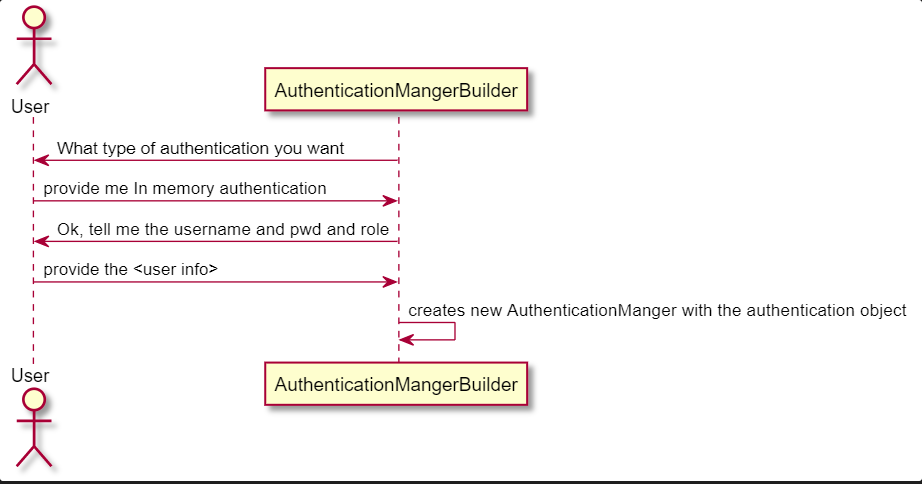 User
AuthenticationMangerBuilder
What type of authentication you want
provide me In memory authentication
Ok, tell me the username and pwd and role
provide the <user info>
creates new AuthenticationManger with the authentication object
User
AuthenticationMangerBuilder